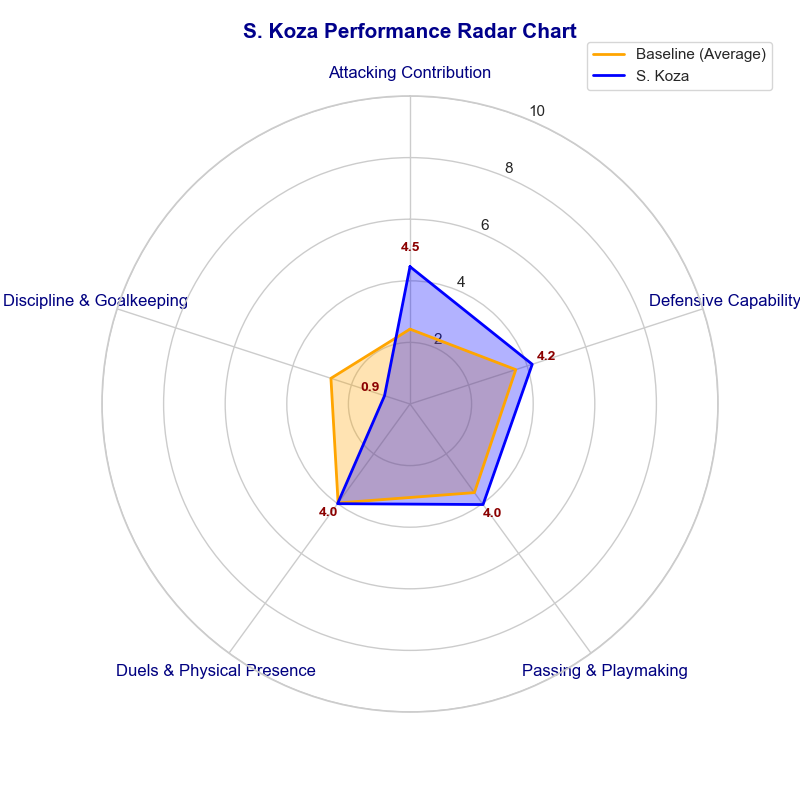 S. Koza Performance Radar Chart
Baseline (Average)
S. Koza
Attacking Contribution
10
8
6
4.5
4
Discipline & Goalkeeping
Defensive Capability
2
4.2
0.9
4.0
4.0
Duels & Physical Presence
Passing & Playmaking